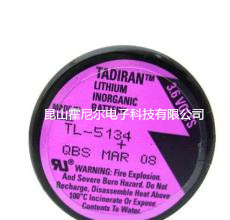 TADIRAN™
LITHIUM
INORGANIC
BATTERY
3.6 VOLTS
昆山霍尼尔电子科技有限公司
TL-5134
+
QBS MAR 08
Warning: Fire, Explosion,
And Severe Burn Hazard. Do Not
Recharge, Disassemble Heat Above
100°C Incinerate Or Expose
Contents To Water.